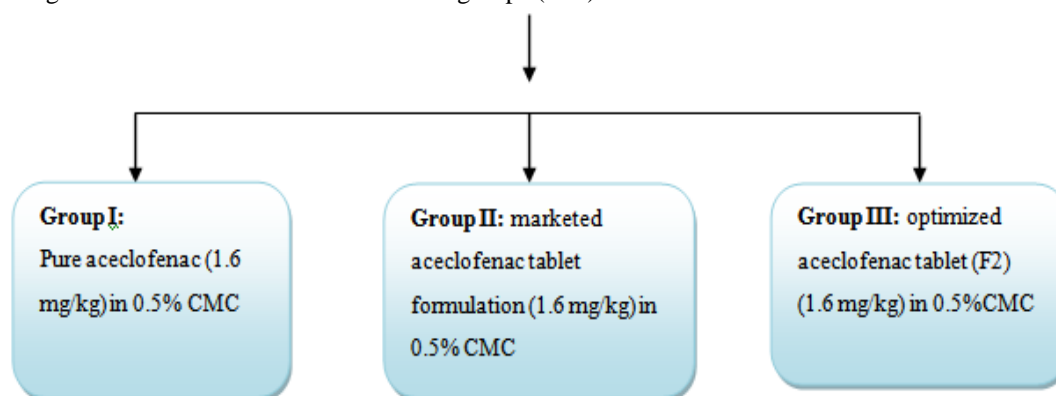 Group I:
Pure aceclofenac (1.6
mg/kg) in 0.5% CMC
Group II: marketed
aceclofenac tablet
formulation (1.6 mg/kg) in
0.5% CMC
Group III: optimized
aceclofenac tablet (F2)
(1.6 mg/kg) in 0.5%CMC